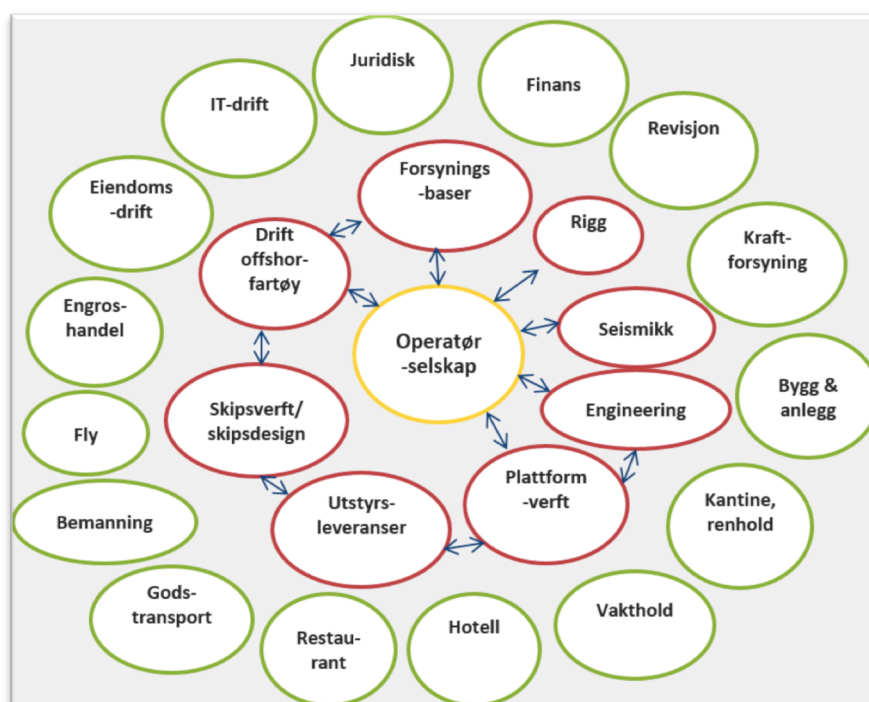 Juridisk
Finans
IT-drift
Revisjon
Forsynings
-baser
Eiendoms
-drift
Rigg
Drift
offshor-
fartøy
Kraft-
forsyning
Engros-
handel
Operatør
-selskap
Seismikk
Bygg &
anlegg
Skipsverft/
skipsdesign
Engineering
Fly
Plattform
-verft
Kantine,
renhold
Utstyrs-
leveranser
Bemanning
Gods-
transport
Vakthold
Restau-
rant
Hotell